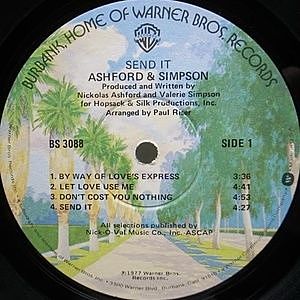 BURBANK, HOME OF WARNER BROS. RECORDS
SEND IT
ASHFORD & SIMPSON
Produced and Written by
Nickolas Ashford and Valerie Simpson
for Hopsack & Silk Productions, Inc.
Arranged by Paul Riser
BS 3088
SIDE 1
1. BY WAY OF LOVE'S EXPRESS 3:36
2. LET LOVE USE ME 4:41
3. DON'T COST YOU NOTHING 4:53
4. SEND IT 4:27
All selections published by
Nick-O-Val Music Co., Inc. ASCAP
℗1977 Warner Bros.
Records Inc.